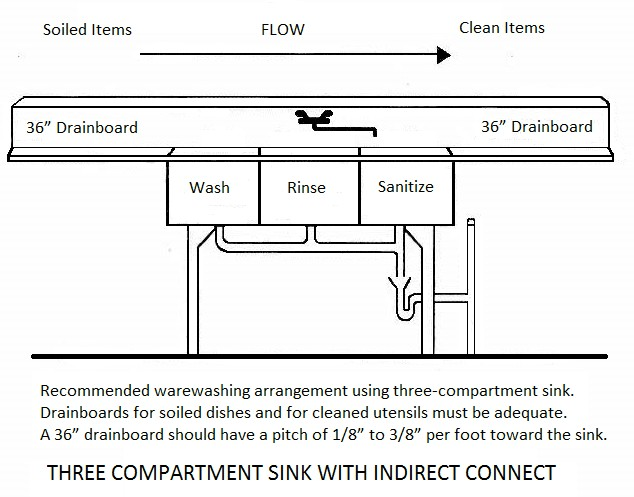 Soiled Items
FLOW
Clean Items
36” Drainboard
36” Drainboard
Wash
Rinse
Sanitize
Recommended warewashing arrangement using three-compartment sink.
Drainboards for soiled dishes and for cleaned utensils must be adequate.
A 36” drainboard should have a pitch of 1/8” to 3/8” per foot toward the sink.
THREE COMPARTMENT SINK WITH INDIRECT CONNECT